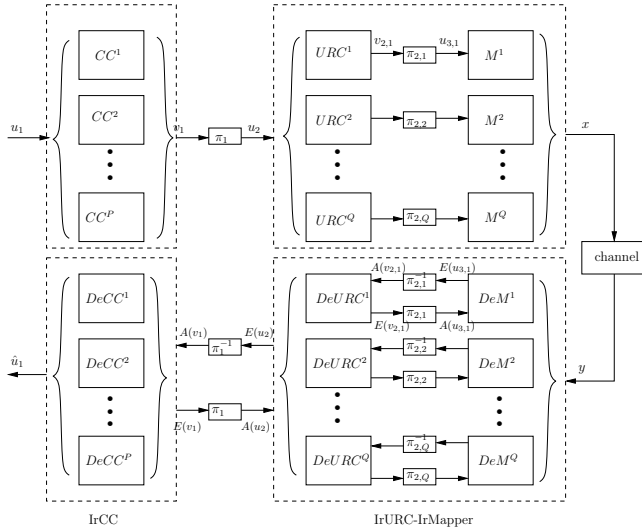 CC^1 URC^1 v_{2,1} π_{2,1} u_{3,1} M^1
u_1 CC^2 v_1 π_1 u_2 URC^2 π_{2,2} M^2 x
CC^P URC^Q π_{2,Q} M^Q
channel
A(v_{2,1}) π_{2,1}^{-1} E(u_{3,1})
DeCC^1 DeURC^1 DeM^1
E(v_{2,1}) π_{2,1} A(u_{3,1})
A(v_1) π_1^{-1} E(u_2) π_{2,2}^{-1}
û_1 DeCC^2 DeURC^2 π_{2,2} DeM^2 y
E(v_1) π_1 A(u_2)
DeCC^P DeURC^Q π_{2,Q}^{-1} DeM^Q
π_{2,Q}
IrCC IrURC-IrMapper